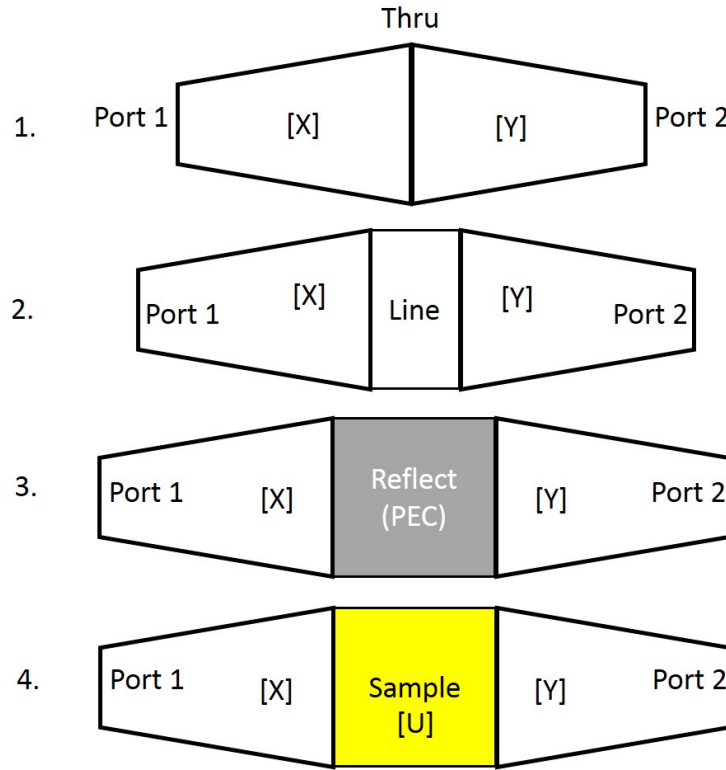 Thru
1.
Port 1
[X]
[Y]
Port 2
2.
Port 1
[X]
Line
[Y]
Port 2
3.
Port 1
[X]
Reflect
(PEC)
[Y]
Port 2
4.
Port 1
[X]
Sample
[U]
[Y]
Port 2